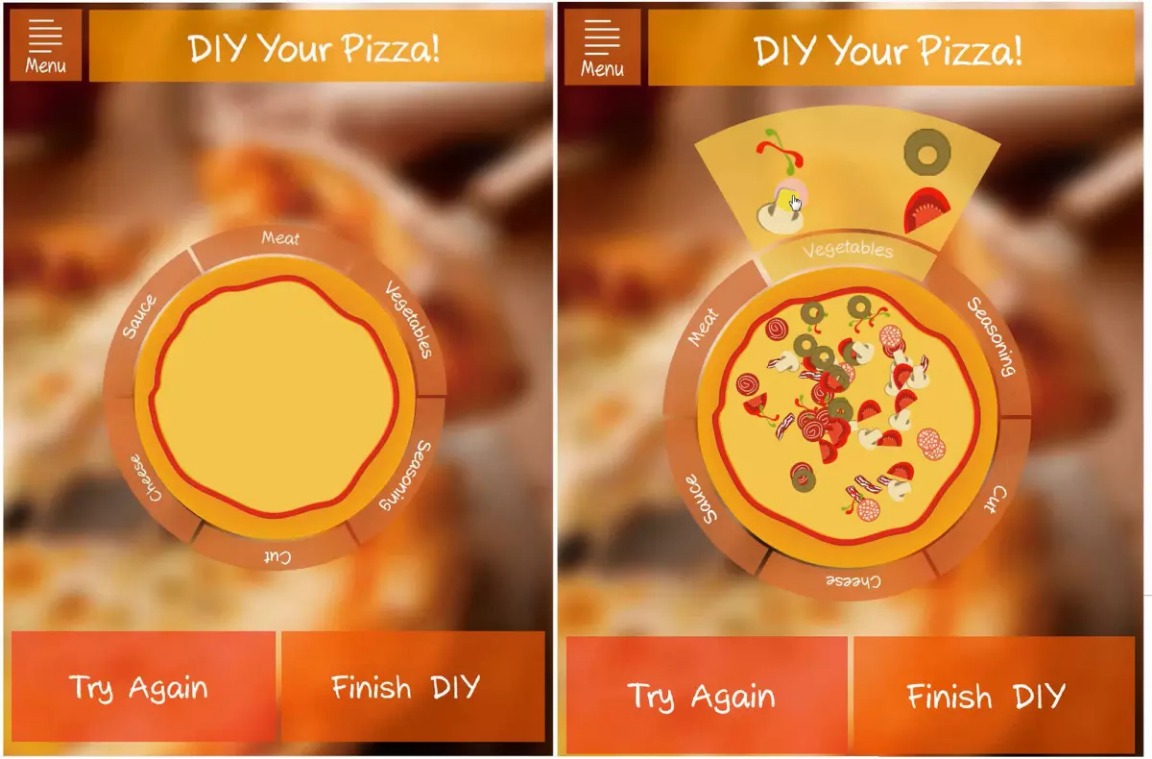 Menu
DIY Your Pizza!
Meat
Vegetables
Seasoning
Cut
Cheese
Sauce
Try Again
Finish DIY
Menu
DIY Your Pizza!
Vegetables
Seasoning
Cut
Cheese
Sauce
Meat
Try Again
Finish DIY